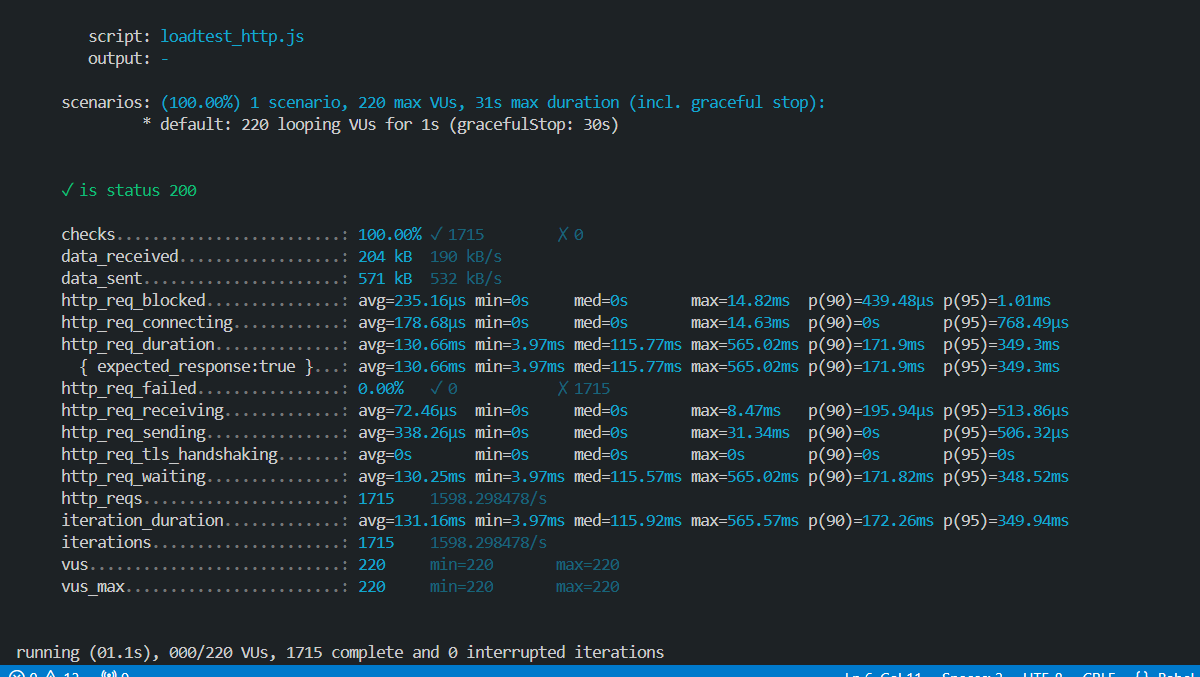 script: loadtest_http.js
output: -
scenarios: (100.00%) 1 scenario, 220 max VUs, 31s max duration (incl. graceful stop):
* default: 220 looping VUs for 1s (gracefulStop: 30s)
✓ is status 200
checks.........................: 100.00% ✓ 1715 ✗ 0
data_received..................: 204 kB 190 kB/s
data_sent......................: 571 kB 532 kB/s
http_req_blocked...............: avg=235.16µs min=0s med=0s max=14.82ms p(90)=439.48µs p(95)=1.01ms
http_req_connecting............: avg=178.68µs min=0s med=0s max=14.63ms p(90)=0s p(95)=768.49µs
http_req_duration..............: avg=130.66ms min=3.97ms med=115.77ms max=565.02ms p(90)=171.9ms p(95)=349.3ms
{ expected_response:true }...: avg=130.66ms min=3.97ms med=115.77ms max=565.02ms p(90)=171.9ms p(95)=349.3ms
http_req_failed................: 0.00% ✓ 0 ✗ 1715
http_req_receiving.............: avg=72.46µs min=0s med=0s max=8.47ms p(90)=195.94µs p(95)=513.86µs
http_req_sending...............: avg=338.26µs min=0s med=0s max=31.34ms p(90)=0s p(95)=506.32µs
http_req_tls_handshaking.......: avg=0s min=0s med=0s max=0s p(90)=0s p(95)=0s
http_req_waiting...............: avg=130.25ms min=3.97ms med=115.57ms max=565.02ms p(90)=171.82ms p(95)=348.52ms
http_reqs......................: 1715 1598.298478/s
iteration_duration.............: avg=131.16ms min=3.97ms med=115.92ms max=565.57ms p(90)=172.26ms p(95)=349.94ms
iterations.....................: 1715 1598.298478/s
vus............................: 220 min=220 max=220
vus_max........................: 220 min=220 max=220
running (01.1s), 000/220 VUs, 1715 complete and 0 interrupted iterations